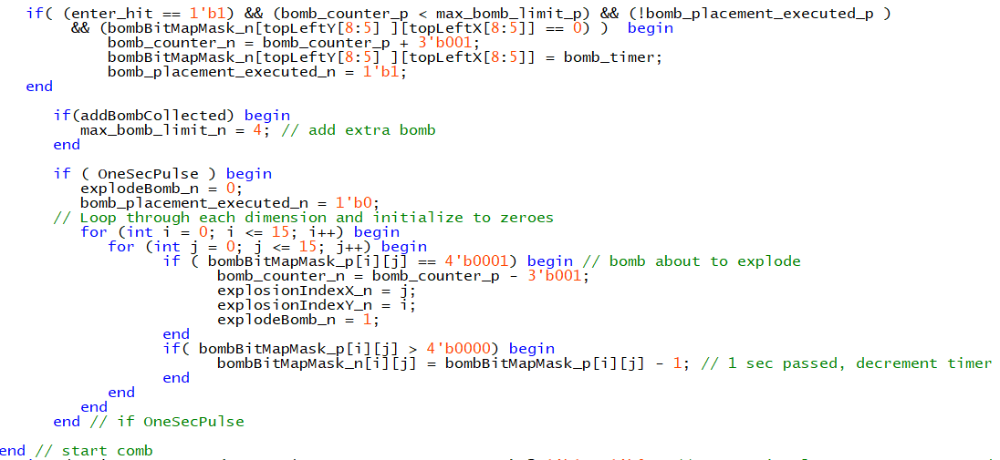 if( (enter_hit == 1'b1) && (bomb_counter_p < max_bomb_limit_p) && (!bomb_placement_executed_p )
&& (bombBitMapMask_n[topLeftY[8:5] ][topLeftX[8:5]] == 0) ) begin
bomb_counter_n = bomb_counter_p + 3'b001;
bombBitMapMask_n[topLeftY[8:5] ][topLeftX[8:5]] = bomb_timer;
bomb_placement_executed_n = 1'b1;
end
if(addBombCollected) begin
max_bomb_limit_n = 4; // add extra bomb
end
if ( OneSecPulse ) begin
explodeBomb_n = 0;
bomb_placement_executed_n = 1'b0;
// Loop through each dimension and initialize to zeroes
for (int i = 0; i <= 15; i++) begin
for (int j = 0; j <= 15; j++) begin
if ( bombBitMapMask_p[i][j] == 4'b0001) begin // bomb about to explode
bomb_counter_n = bomb_counter_p - 3'b001;
explosionIndexX_n = j;
explosionIndexY_n = i;
explodeBomb_n = 1;
end
if( bombBitMapMask_p[i][j] > 4'b0000) begin
bombBitMapMask_n[i][j] = bombBitMapMask_p[i][j] - 1; // 1 sec passed, decrement timer
end
end
end
end // if OneSecPulse
end // start comb